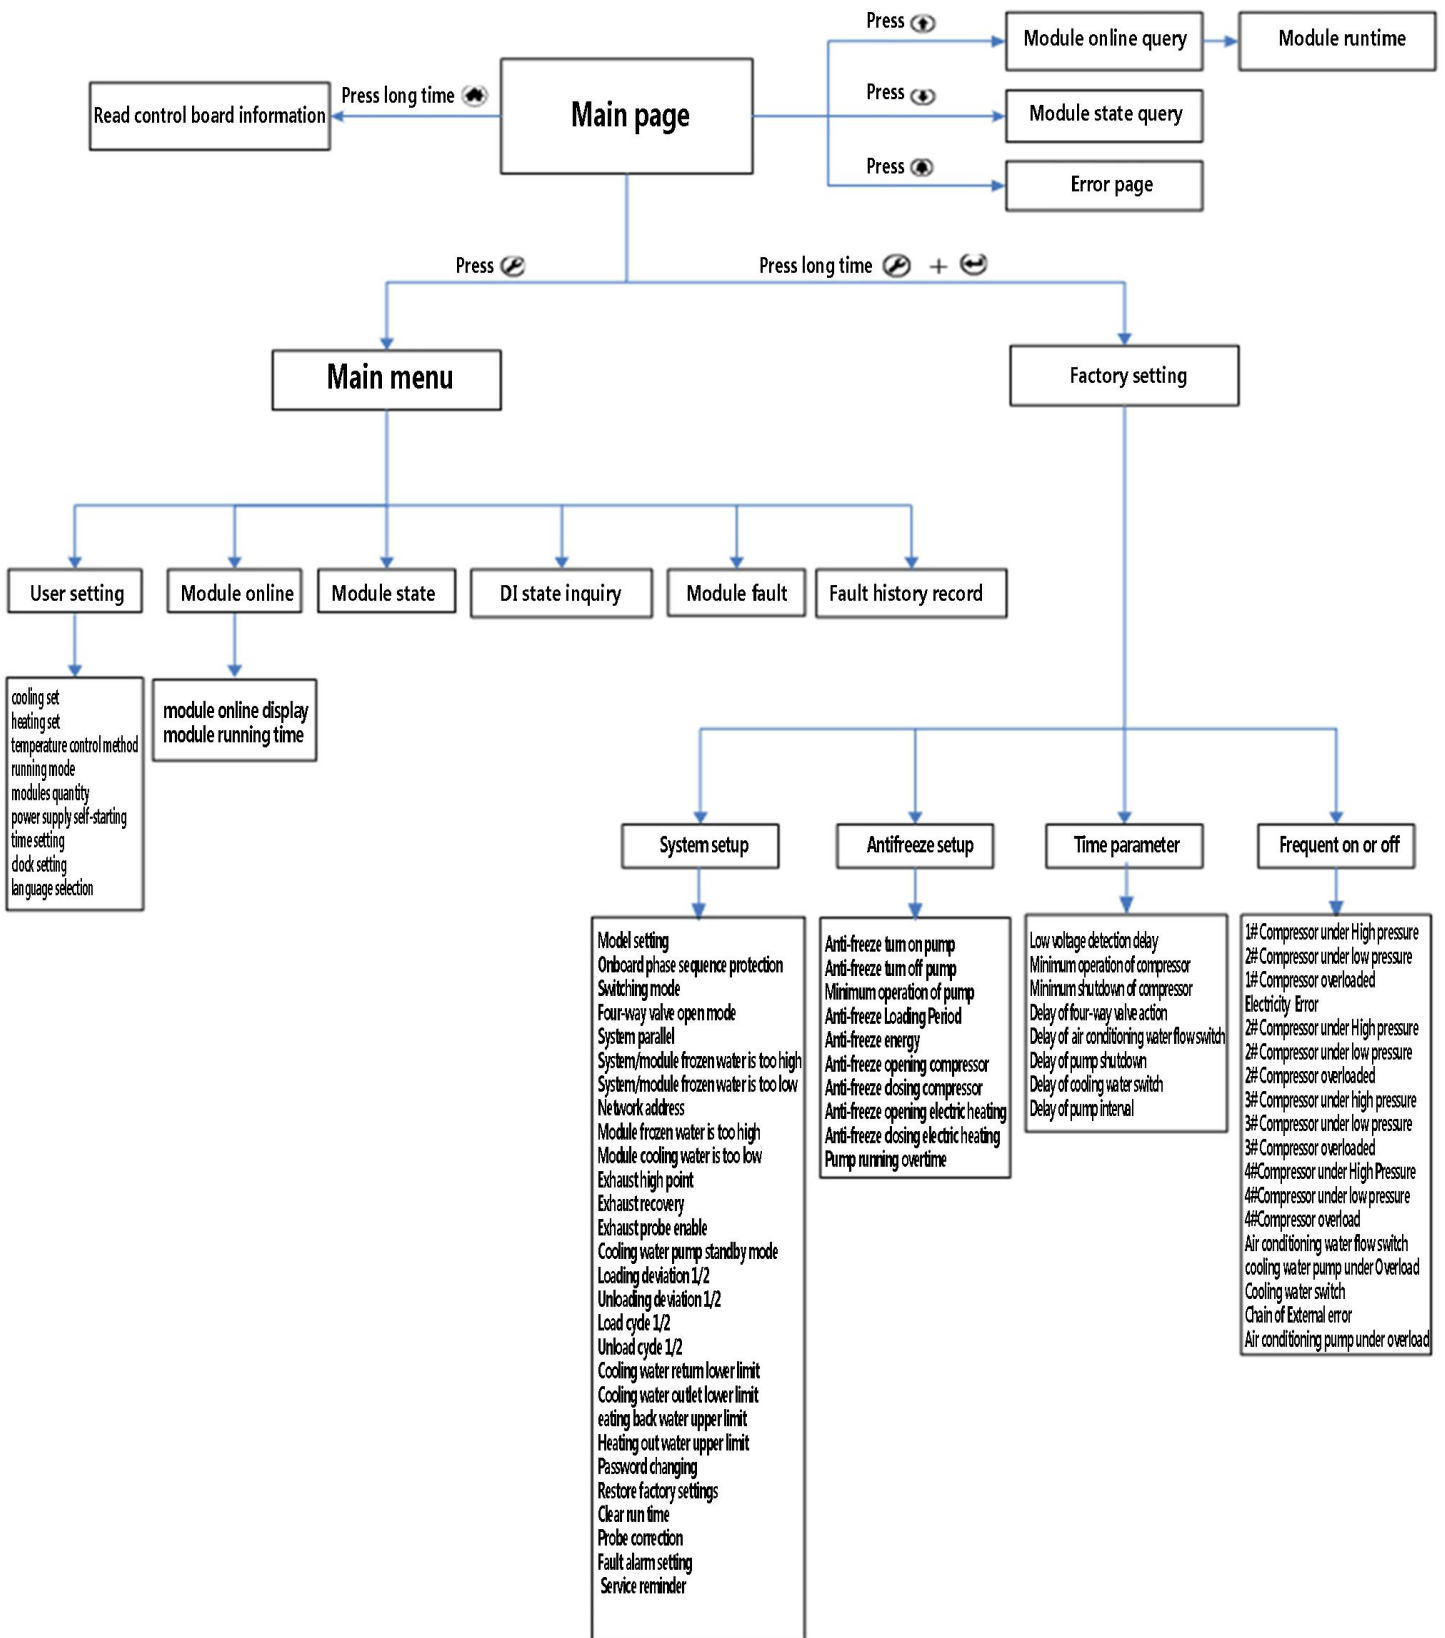 Press
Module online query
Module runtime
Press long time
Main page
Read control board information
Press
Module state query
Press
Error page
Press
Press long time +
Main menu
Factory setting
User setting
Module online
Module state
DI state inquiry
Module fault
Fault history record
cooling set
heating set
temperature control method
running mode
modules quantity
power supply self-starting
time setting
clock setting
language selection
module online display
module running time
System setup
Antifreeze setup
Time parameter
Frequent on or off
Model setting
Onboard phase sequence protection
Switching mode
Four-way valve open mode
System parallel
System/module frozen water is too high
System/module frozen water is too low
Network address
Module frozen water is too high
Module cooling water is too low
Exhaust high point
Exhaust recovery
Exhaust probe enable
Cooling water pump standby mode
Loading deviation 1/2
Unloading deviation 1/2
Load cycle 1/2
Unload cycle 1/2
Cooling water return lower limit
Cooling water outlet lower limit
eating back water upper limit
Heating out water upper limit
Password changing
Restore factory settings
Clear run time
Probe correction
Fault alarm setting
Service reminder
Anti-freeze turn on pump
Anti-freeze turn off pump
Minimum operation of pump
Anti-freeze Loading Period
Anti-freeze energy
Anti-freeze opening compressor
Anti-freeze closing compressor
Anti-freeze opening electric heating
Anti-freeze closing electric heating
Pump running overtime
Low voltage detection delay
Minimum operation of compressor
Minimum shutdown of compressor
Delay of four-way valve action
Delay of air conditioning water flow switch
Delay of pump shutdown
Delay of cooling water switch
Delay of pump interval
1# Compressor under High pressure
2# Compressor under low pressure
1# Compressor overloaded
Electricity Error
2# Compressor under High pressure
2# Compressor under low pressure
2# Compressor overloaded
3# Compressor under high pressure
3# Compressor under low pressure
3# Compressor overloaded
4#Compressor under High Pressure
4#Compressor under low pressure
4#Compressor overload
Air conditioning water flow switch
cooling water pump under Overload
Cooling water switch
Chain of External error
Air conditioning pump under overload